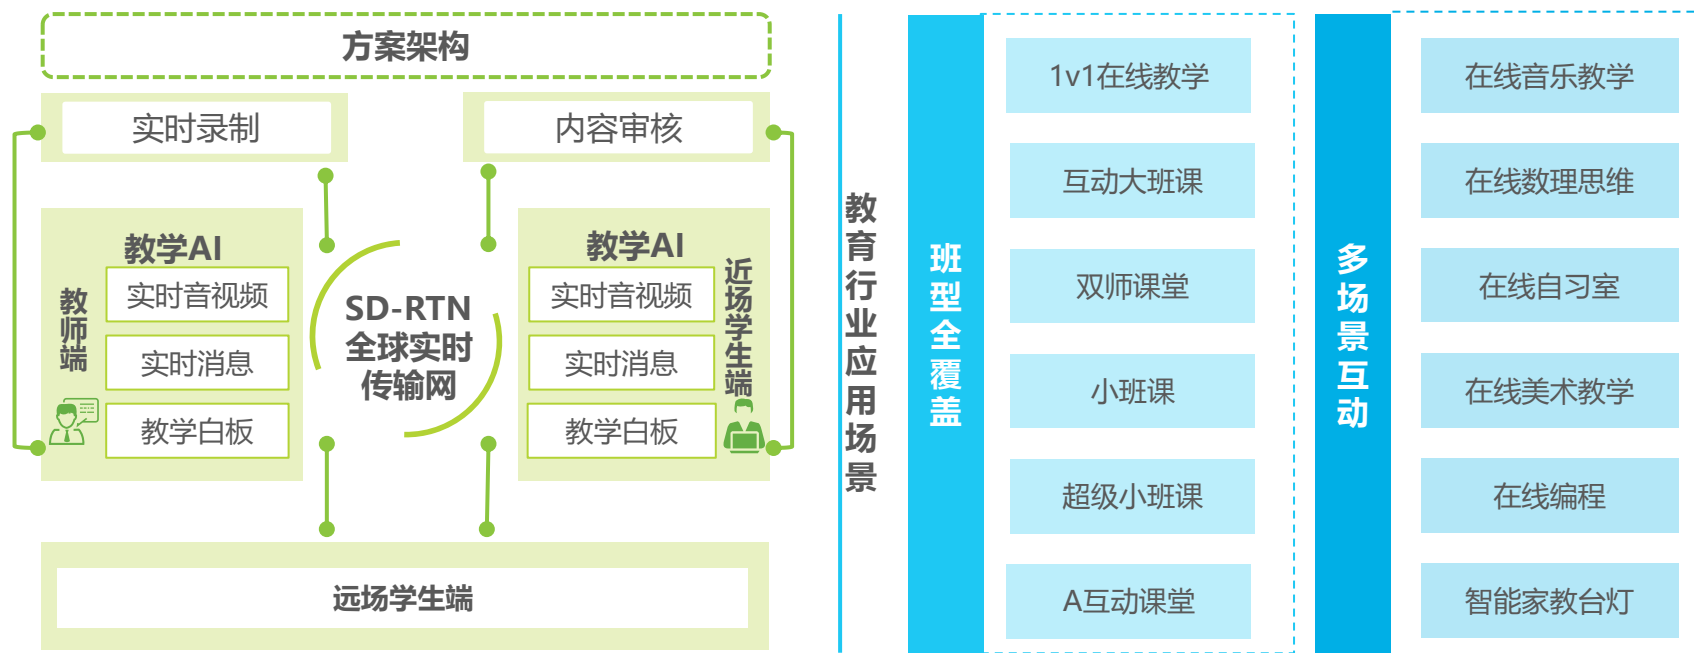 方案架构
实时录制
内容审核
教师端
教学AI
实时音视频
实时消息
教学白板
SD-RTN
全球实时
传输网
教学AI
实时音视频
实时消息
教学白板
近场学生端
远场学生端
教育行业应用场景
班型全覆盖
1v1在线教学
互动大班课
双师课堂
小班课
超级小班课
A互动课堂
多场景互动
在线音乐教学
在线数理思维
在线自习室
在线美术教学
在线编程
智能家教台灯